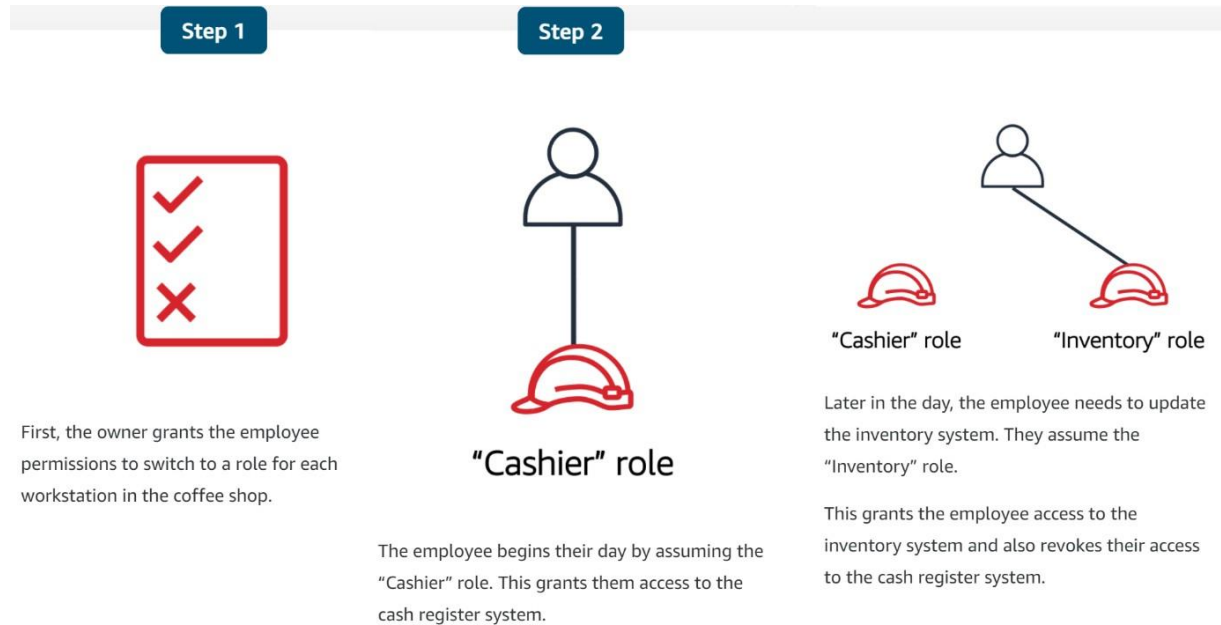 Step 1
First, the owner grants the employee
permissions to switch to a role for each
workstation in the coffee shop.
Step 2
“Cashier” role
The employee begins their day by assuming the
“Cashier” role. This grants them access to the
cash register system.
“Cashier” role
“Inventory” role
Later in the day, the employee needs to update
the inventory system. They assume the
“Inventory” role.
This grants the employee access to the
inventory system and also revokes their access
to the cash register system.